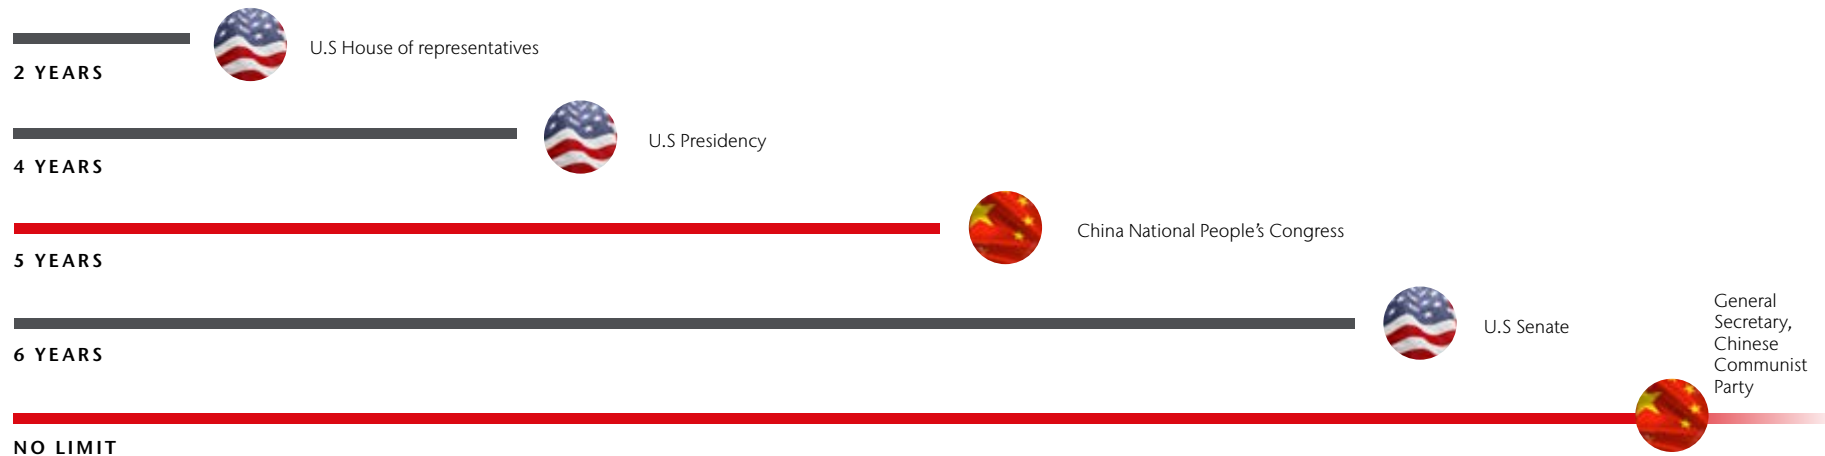 U.S House of representatives
2 YEARS
U.S Presidency
4 YEARS
China National People's Congress
5 YEARS
U.S Senate
6 YEARS
General
Secretary,
Chinese
Communist
Party
NO LIMIT